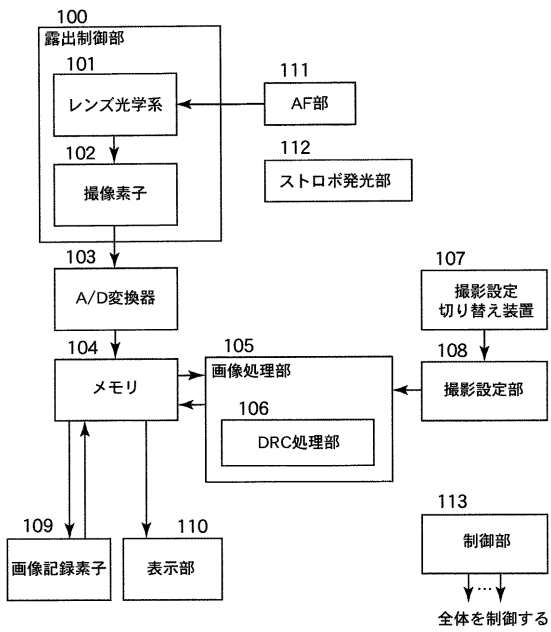 100
露出制御部
101
レンズ光学系
111
AF部
102
撮像素子
112
ストロボ発光部
103
A/D変換器
107
撮影設定
切り替え装置
104
メモリ
105
画像処理部
106
DRC処理部
108
撮影設定部
109
画像記録素子
110
表示部
113
制御部
…
全体を制御する